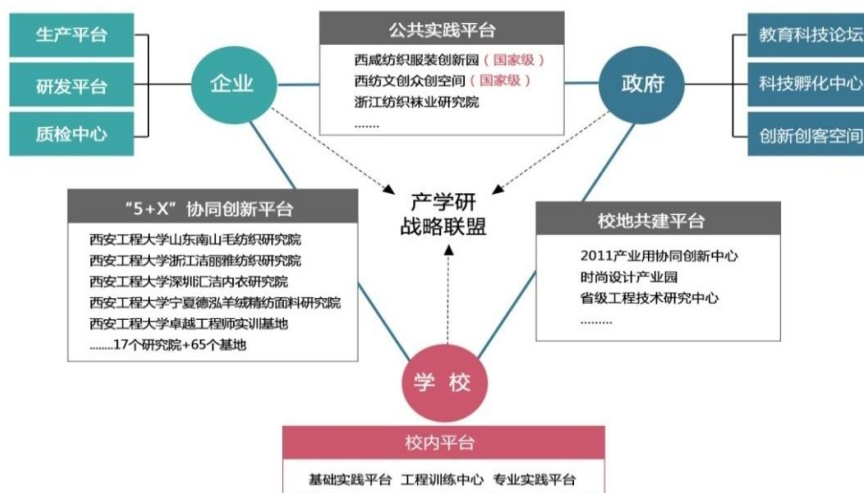 生产平台
研发平台
质检中心
企业
公共实践平台
西咸纺织服装创新园（国家级）
西纺文创众创空间（国家级）
浙江纺织袜业研究院
.......
政府
教育科技论坛
科技孵化中心
创新创客空间
产学研
战略联盟
“5+X”协同创新平台
西安工程大学山东南山毛纺织研究院
西安工程大学浙江洁丽雅纺织研究院
西安工程大学深圳汇洁内衣研究院
西安工程大学宁夏德泓羊绒精纺面料研究院
西安工程大学卓越工程师实训基地
........17个研究院+65个基地
校地共建平台
2011产业用协同创新中心
时尚设计产业园
省级工程技术研究中心
.........
学校
校内平台
基础实践平台 工程训练中心 专业实践平台